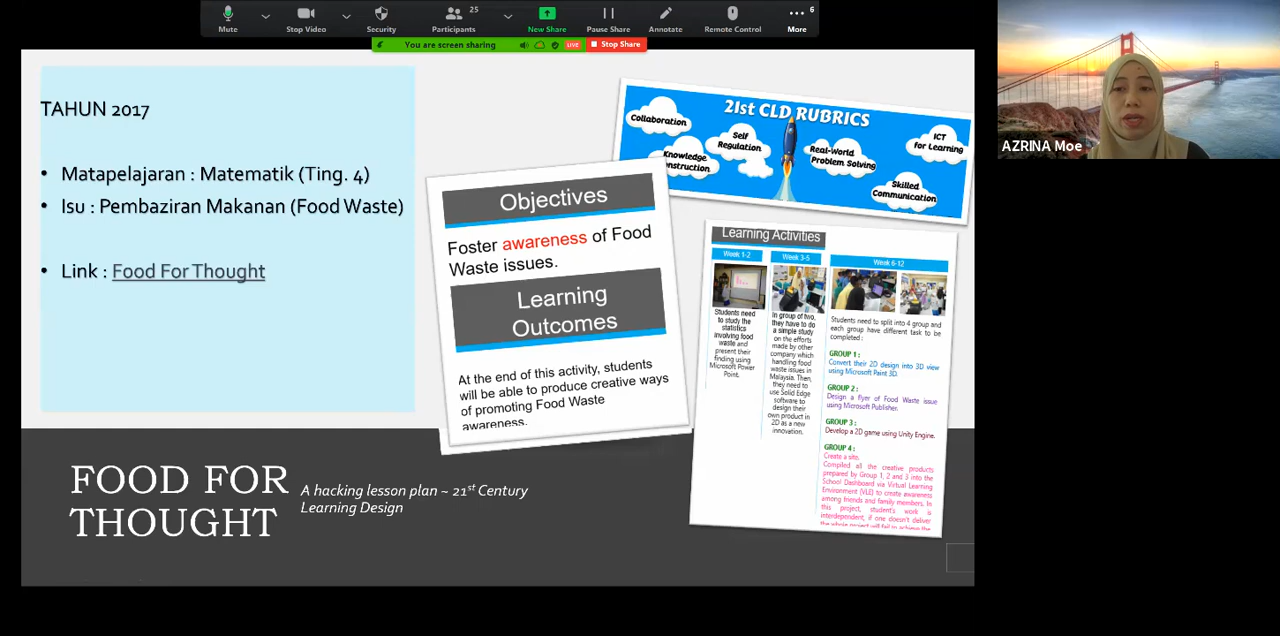 25
6
Mute
Stop Video
Security
Participants
New Share
Pause Share
Annotate
Remote Control
More
You are screen sharing
LIVE
Stop Share
AZRINA Moe
TAHUN 2017
• Matapelajaran : Matematik (Ting. 4)
• Isu : Pembaziran Makanan (Food Waste)
• Link : Food For Thought
21st CLD RUBRICS
Collaboration
Self
Regulation
Real-World
Problem Solving
ICT
for Learning
Knowledge
Skilled
Communication
Objectives
Foster awareness of Food
Waste issues.
Learning
Outcomes
At the end of this activity, students
will be able to produce creative ways
of promoting Food Waste
awareness.
Learning Activities
Week 1-2
Students need
to study the
statistics
involving food
waste and
present their
finding using
Microsoft Power
Point.
Week 3-5
In group of two,
they have to do
a simple study
on the efforts
made by other
company which
handling food
waste issues in
Malaysia. Then,
they need to
use Solid Edge
software to
design their
own product in
2D as a new
innovation.
Week 6-12
Students need to split into 4 group and
each group have different task to be
completed :
GROUP 1 :
Convert their 2D design into 3D view
using Microsoft Paint 3D.
GROUP 2 :
Design a flyer of Food Waste issue
using Microsoft Publisher.
GROUP 3 :
Develop a 2D game using Unity Engine.
GROUP 4 :
Create a site.
Compiled all the creative products
prepared by Group 1, 2 and 3 into the
School Dashboard via Virtual Learning
Environment (VLE) to create awareness
among friends and family members. In
this project, student's work is
interdependent, if one doesn't deliver
the whole project will fail to achieve the
FOOD FOR
THOUGHT
A hacking lesson plan ~ 21st Century
Learning Design